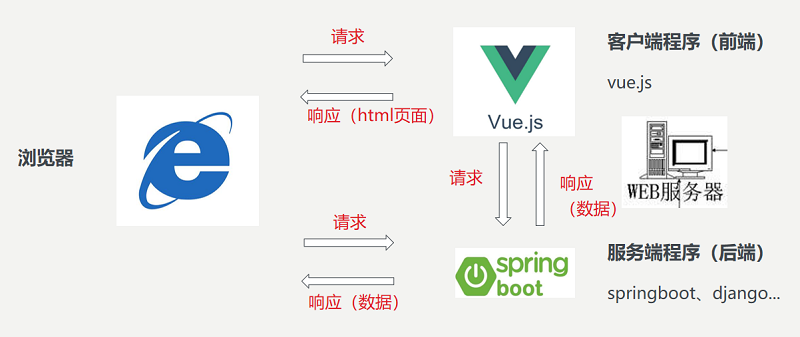 请求
客户端程序（前端）
vue.js
响应（html页面）
Vue.js
浏览器
请求
响应
（数据）
WEB服务器
请求
响应（数据）
spring
boot
服务端程序（后端）
springboot、django...